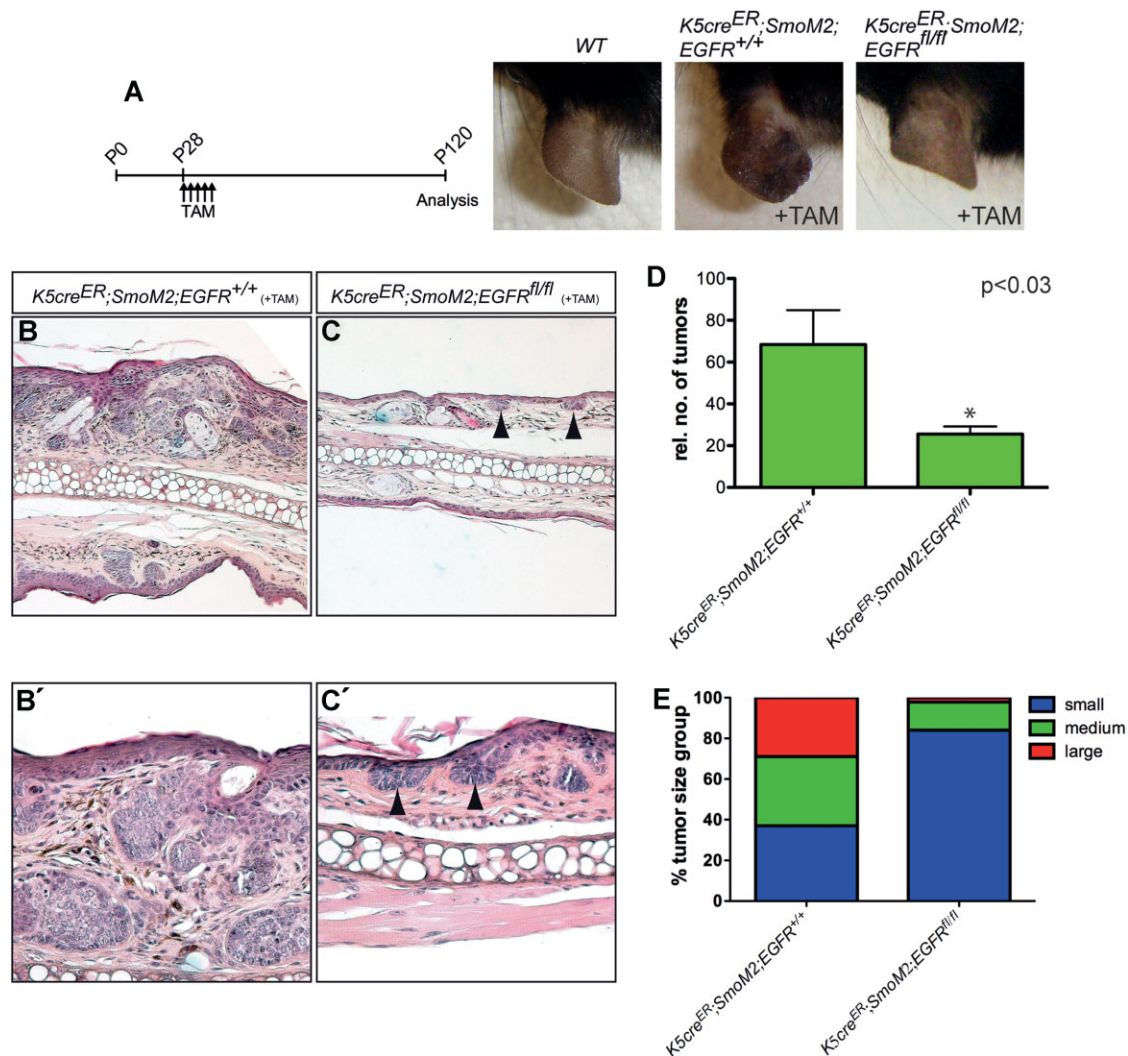 A
P0
P28
P120
TAM
Analysis
WT
K5cre^ER;SmoM2;
EGFR^+/+
+TAM
K5cre^ER;SmoM2;
EGFR^fl/fl
+TAM
K5cre^ER;SmoM2;EGFR^+/+ (+TAM)
K5cre^ER;SmoM2;EGFR^fl/fl (+TAM)
B
C
B´
C´
D
p<0.03
rel. no. of tumors
100
80
60
40
20
0
*
K5cre^ER;SmoM2;EGFR^+/+
K5cre^ER;SmoM2;EGFR^fl/fl
E
% tumor size group
100
80
60
40
20
0
small
medium
large
K5cre^ER;SmoM2;EGFR^+/+
K5cre^ER;SmoM2;EGFR^fl/fl